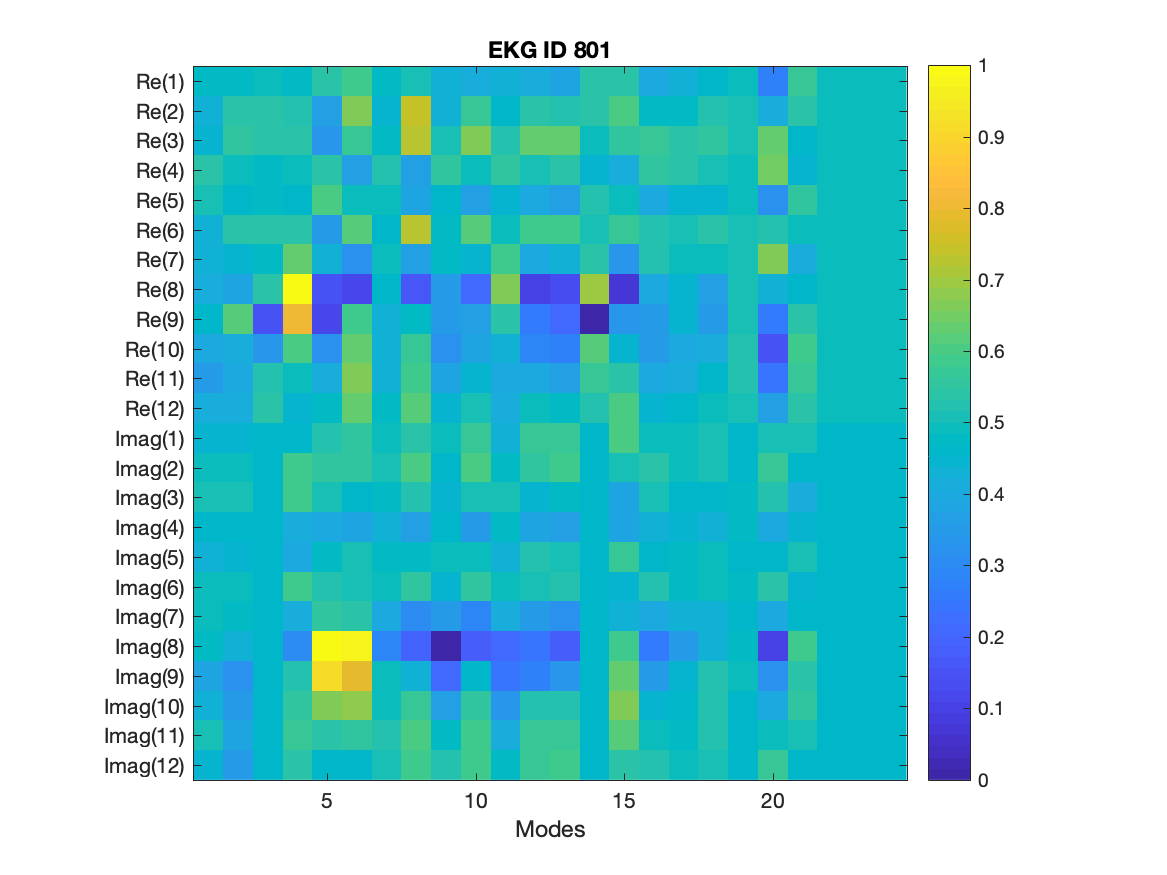 EKG ID 801
Re(1)
Re(2)
Re(3)
Re(4)
Re(5)
Re(6)
Re(7)
Re(8)
Re(9)
Re(10)
Re(11)
Re(12)
Imag(1)
Imag(2)
Imag(3)
Imag(4)
Imag(5)
Imag(6)
Imag(7)
Imag(8)
Imag(9)
Imag(10)
Imag(11)
Imag(12)
5 10 15 20
Modes
1
0.9
0.8
0.7
0.6
0.5
0.4
0.3
0.2
0.1
0